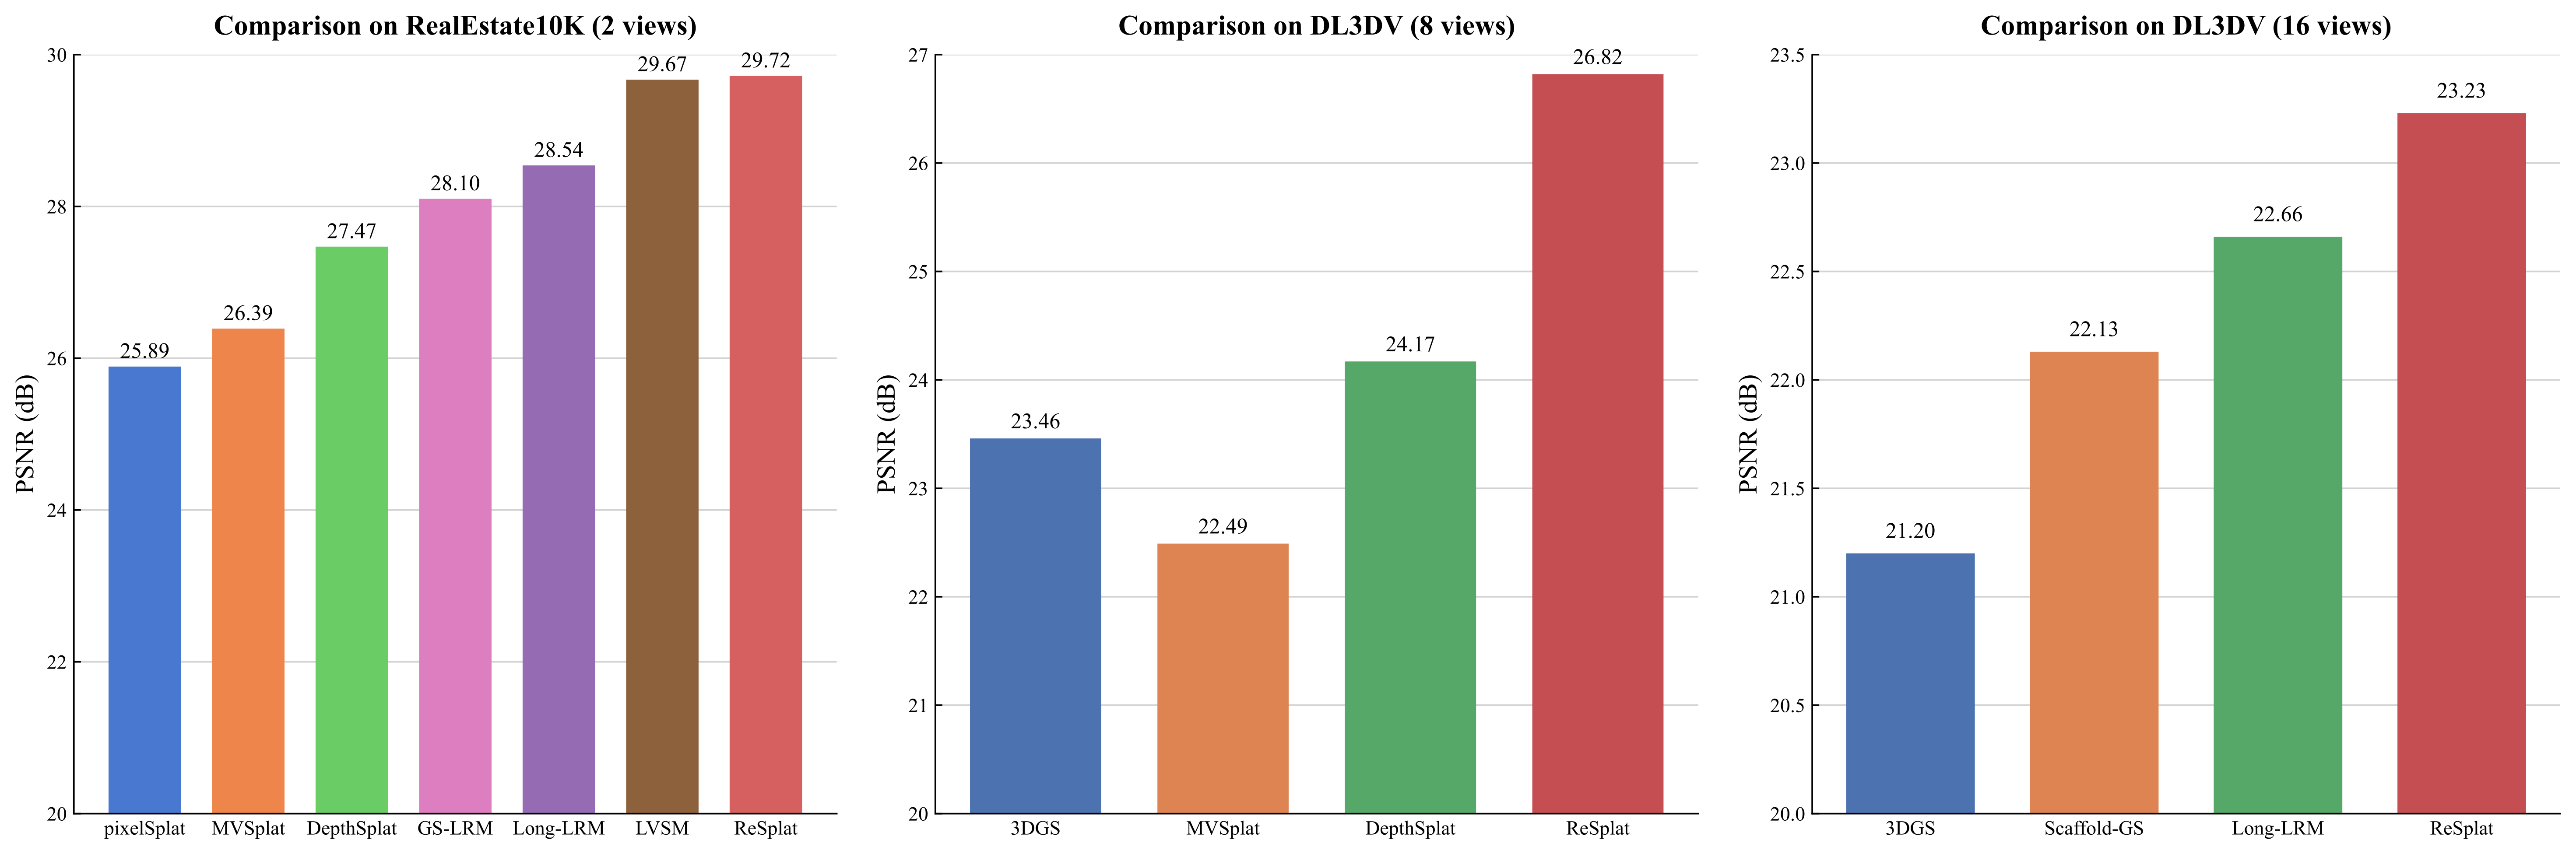 Comparison on RealEstate10K (2 views)
PSNR (dB)
30
28
26
24
22
20
25.89
26.39
27.47
28.10
28.54
29.67
29.72
pixelSplat
MVSplat
DepthSplat
GS-LRM
Long-LRM
LVSM
ReSplat
Comparison on DL3DV (8 views)
PSNR (dB)
27
26
25
24
23
22
21
20
23.46
22.49
24.17
26.82
3DGS
MVSplat
DepthSplat
ReSplat
Comparison on DL3DV (16 views)
PSNR (dB)
23.5
23.0
22.5
22.0
21.5
21.0
20.5
20.0
21.20
22.13
22.66
23.23
3DGS
Scaffold-GS
Long-LRM
ReSplat